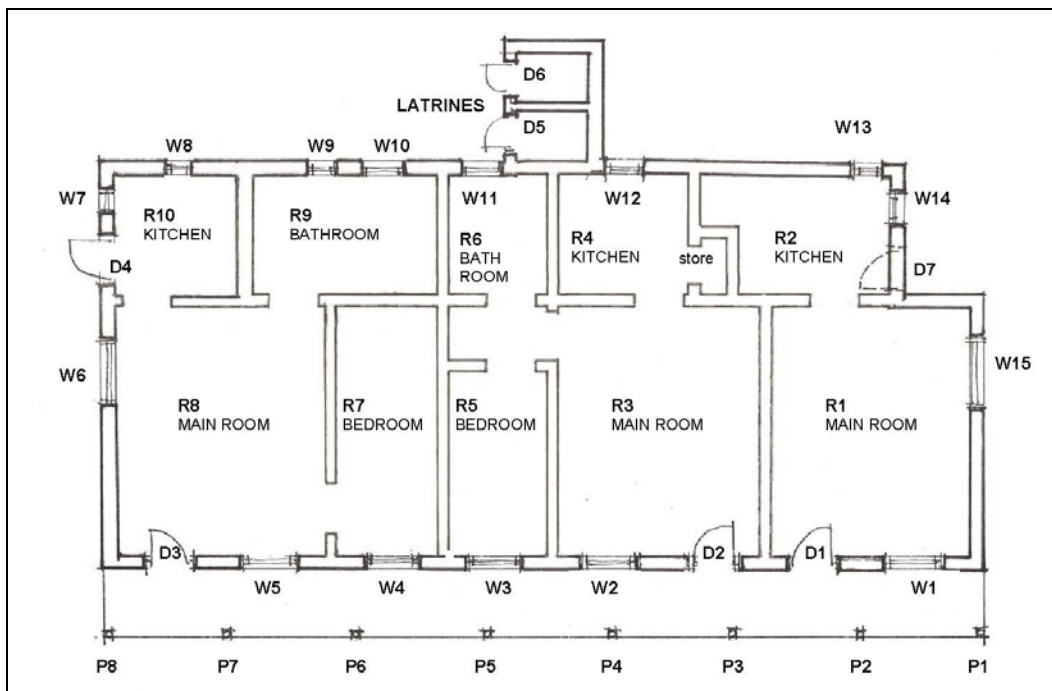 D6
LATRINES
D5
W13
W8
W9
W10
W7
W11
W12
W14
R10
KITCHEN
R9
BATHROOM
R6
BATH
ROOM
R4
KITCHEN
R2
KITCHEN
store
D4
D7
W6
W15
R8
MAIN ROOM
R7
BEDROOM
R5
BEDROOM
R3
MAIN ROOM
R1
MAIN ROOM
D3
D2
D1
W5
W4
W3
W2
W1
P8
P7
P6
P5
P4
P3
P2
P1